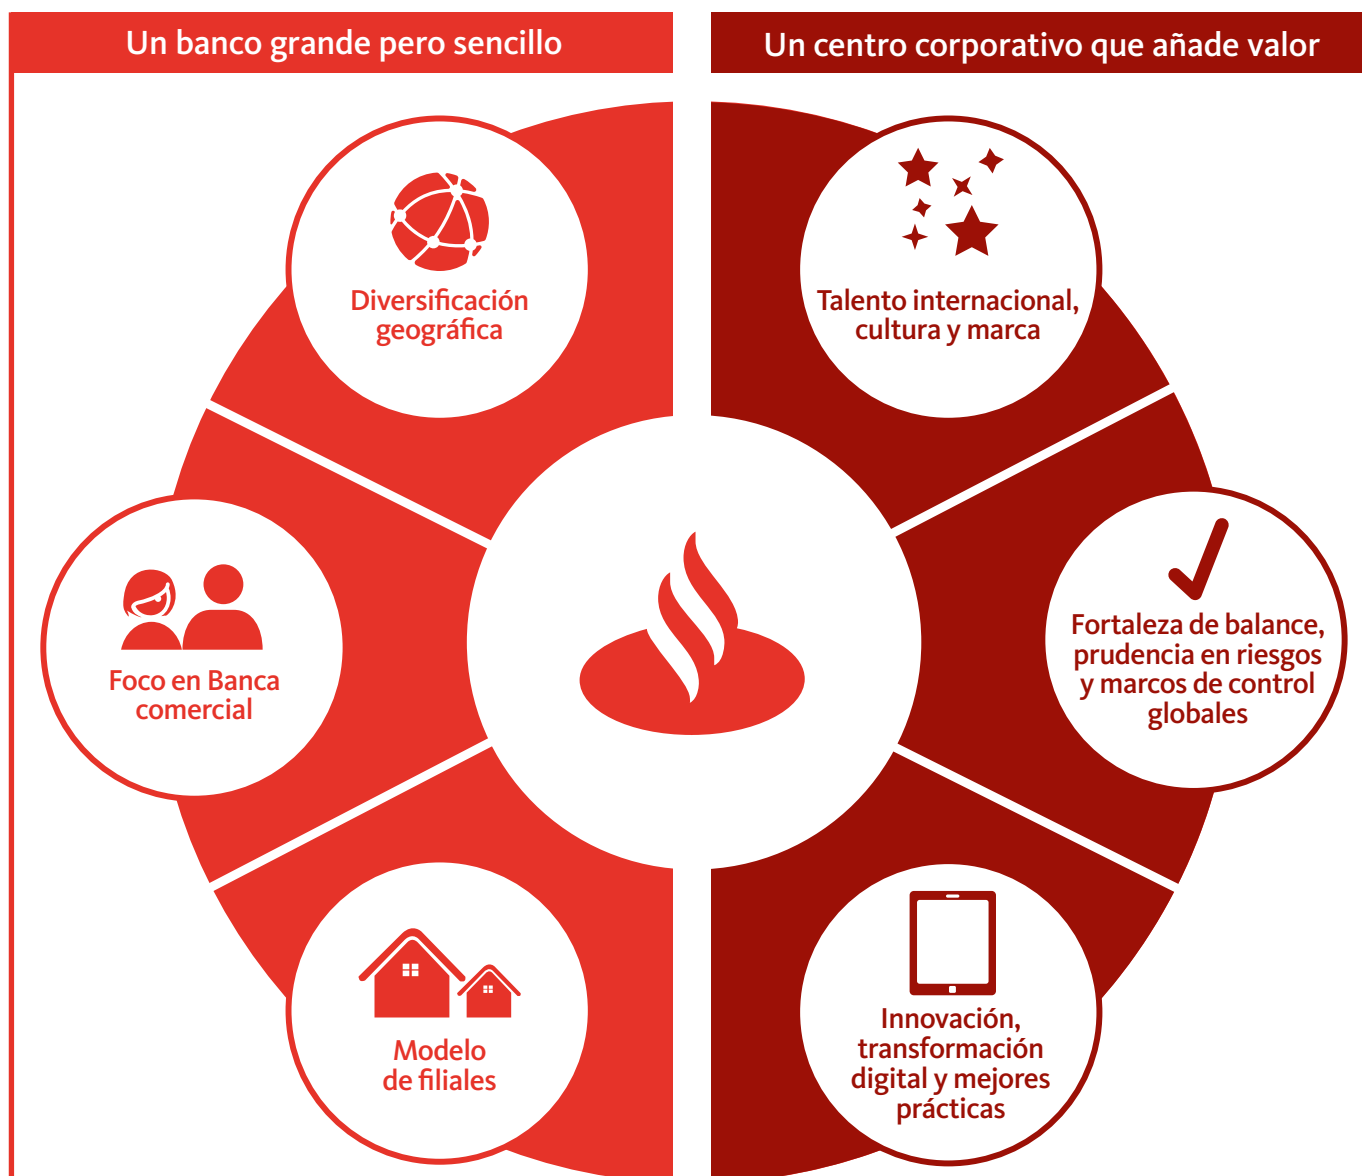 Un banco grande pero sencillo
Un centro corporativo que añade valor
Diversificación
geográfica
Talento internacional,
cultura y marca
Foco en Banca
comercial
Fortaleza de balance,
prudencia en riesgos
y marcos de control
globales
Modelo
de filiales
Innovación,
transformación
digital y mejores
prácticas